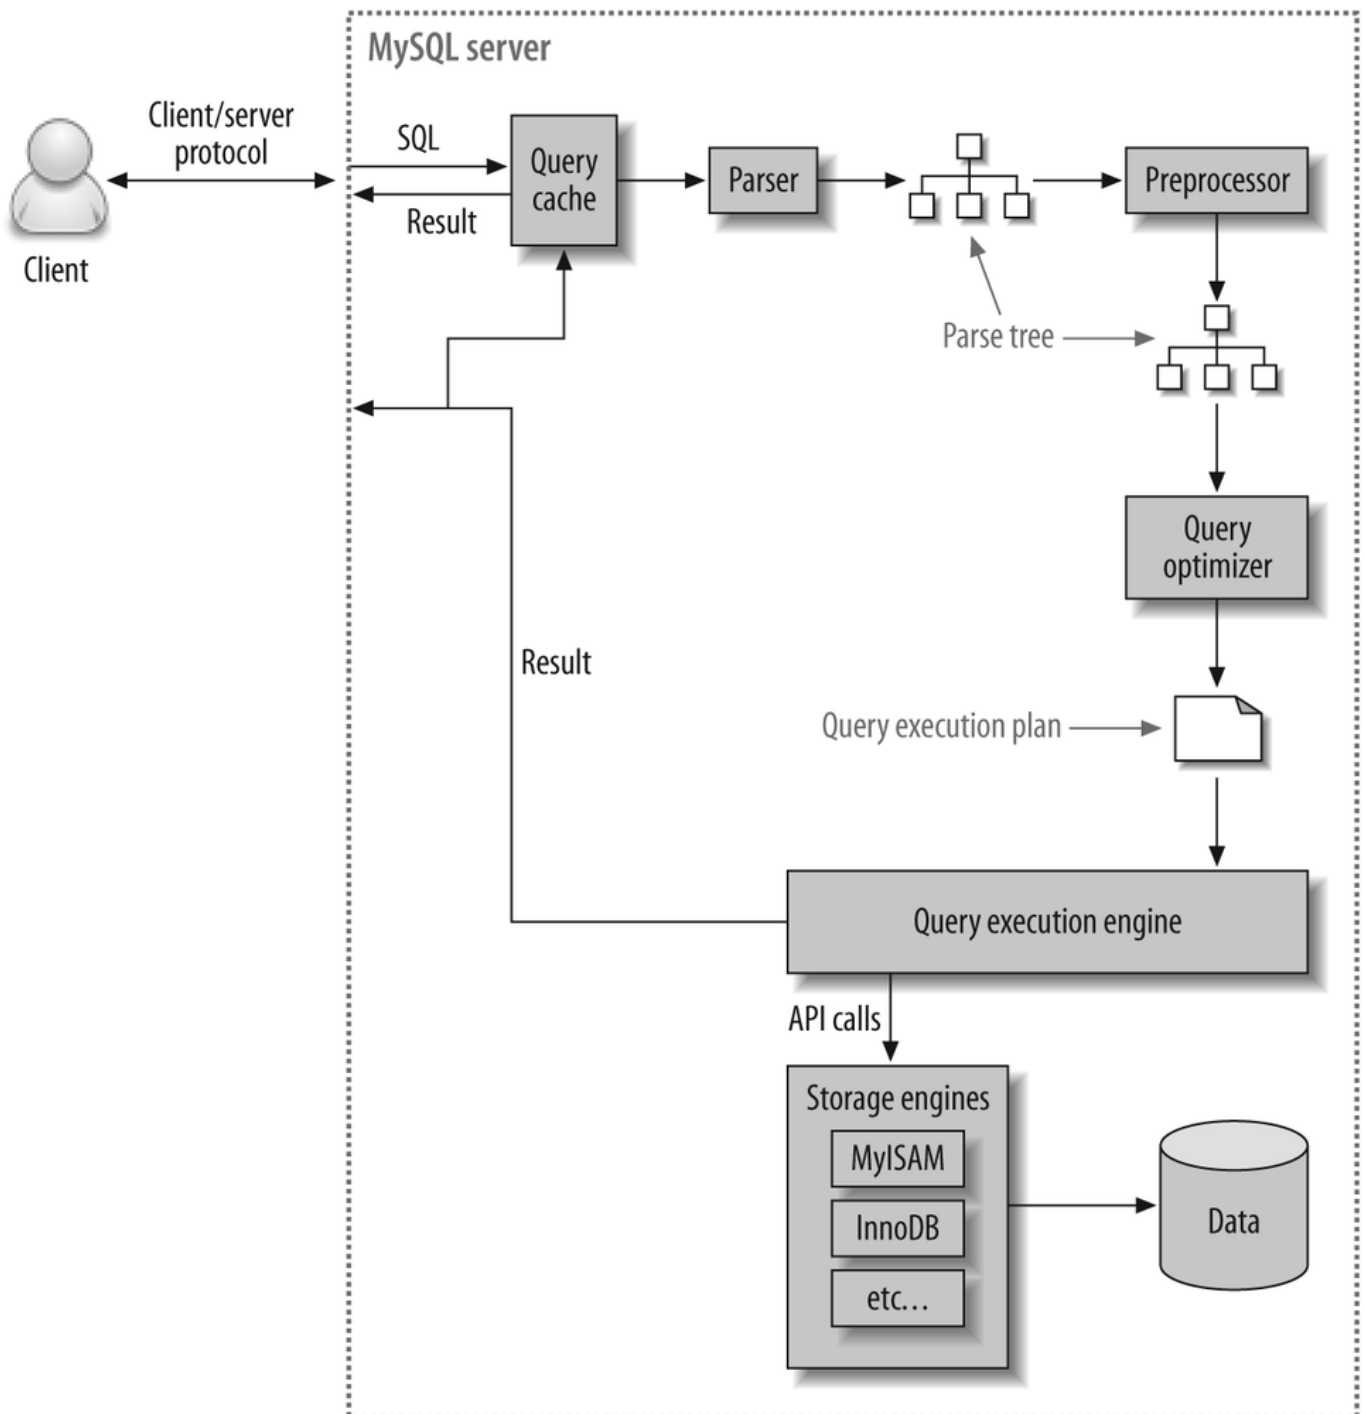 MySQL server
Client/server
protocol
SQL
Result
Client
Query
cache
Parser
Preprocessor
Parse tree
Query
optimizer
Result
Query execution plan
Query execution engine
API calls
Storage engines
MyISAM
InnoDB
etc...
Data